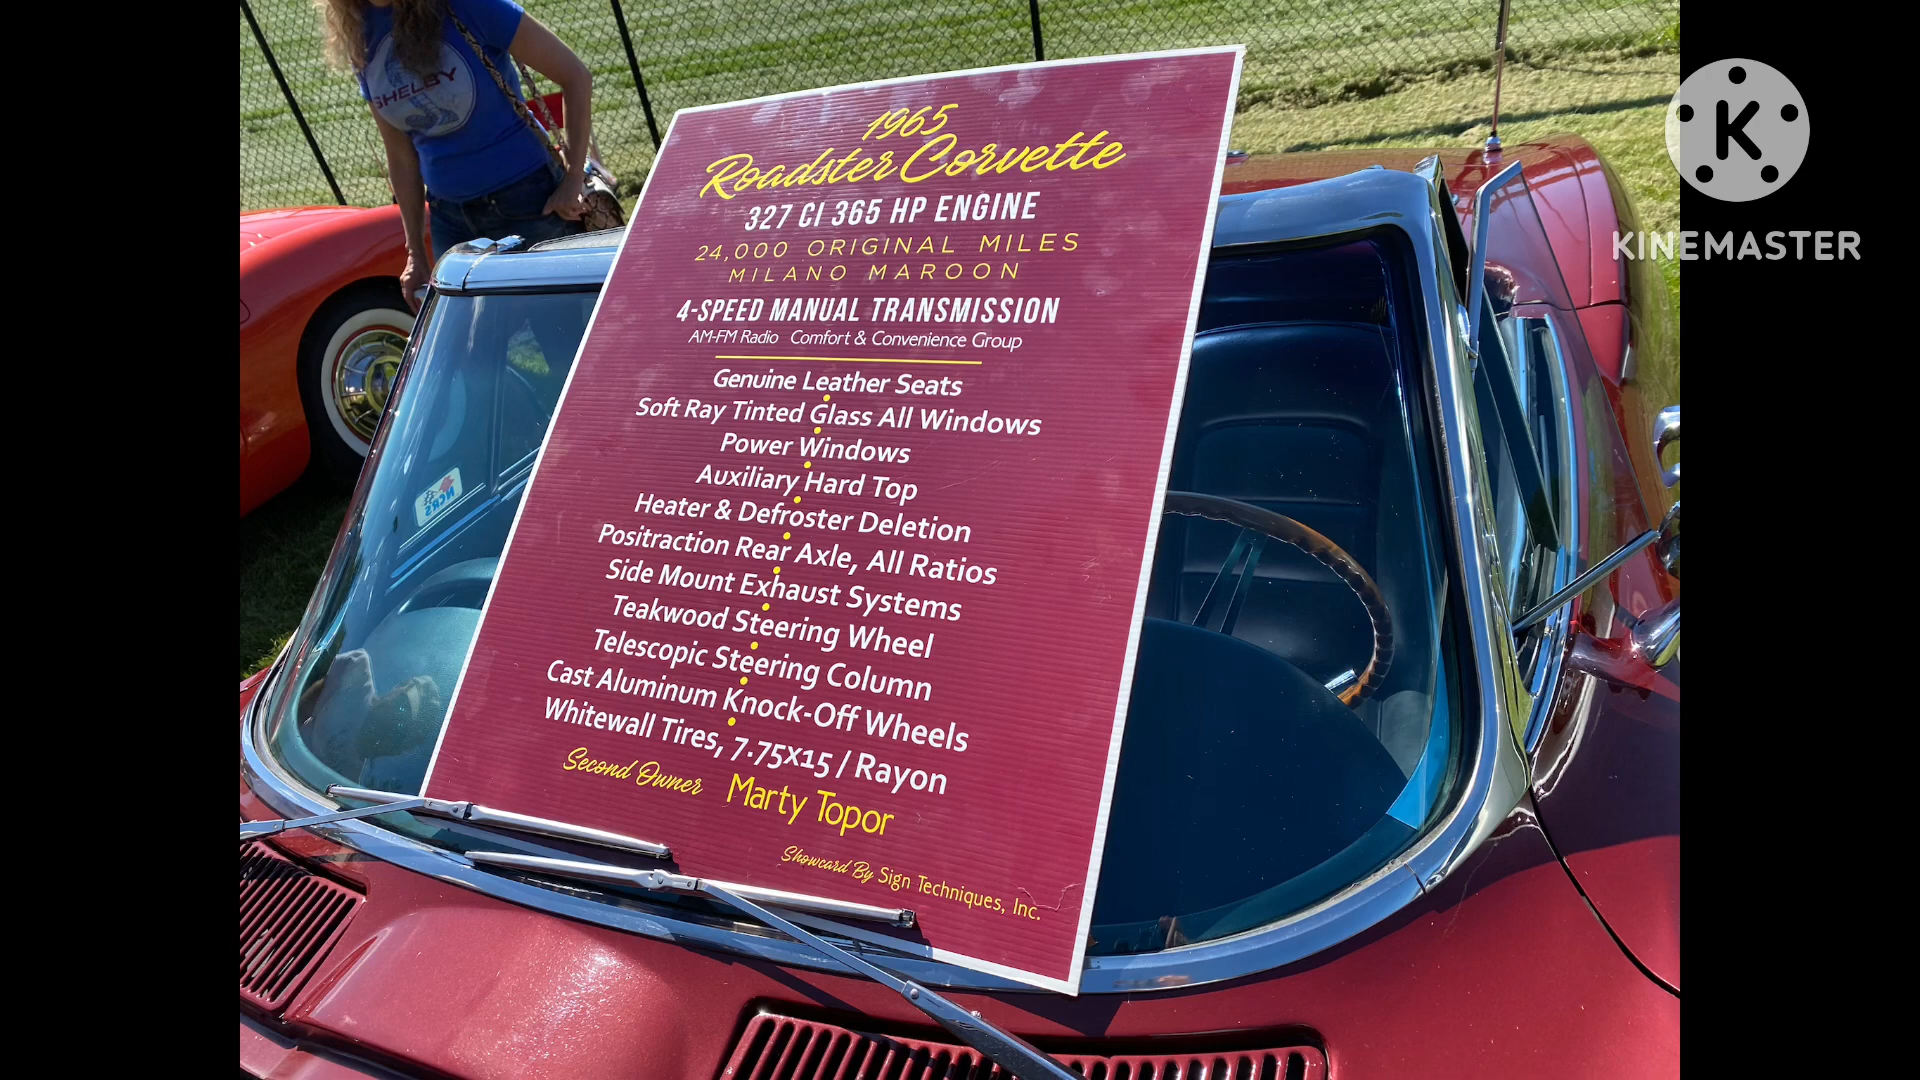 SHELBY
1965
Roadster Corvette
327 CI 365 HP ENGINE
24,000 ORIGINAL MILES
MILANO MAROON
4-SPEED MANUAL TRANSMISSION
AM-FM Radio Comfort & Convenience Group
Genuine Leather Seats
Soft Ray Tinted Glass All Windows
Power Windows
Auxiliary Hard Top
Heater & Defroster Deletion
Positraction Rear Axle, All Ratios
Side Mount Exhaust Systems
Teakwood Steering Wheel
Telescopic Steering Column
Cast Aluminum Knock-Off Wheels
Whitewall Tires, 7.75x15 / Rayon
Second Owner Marty Topor
Showcard By Sign Techniques, Inc.
NCRS
K
KINEMASTER